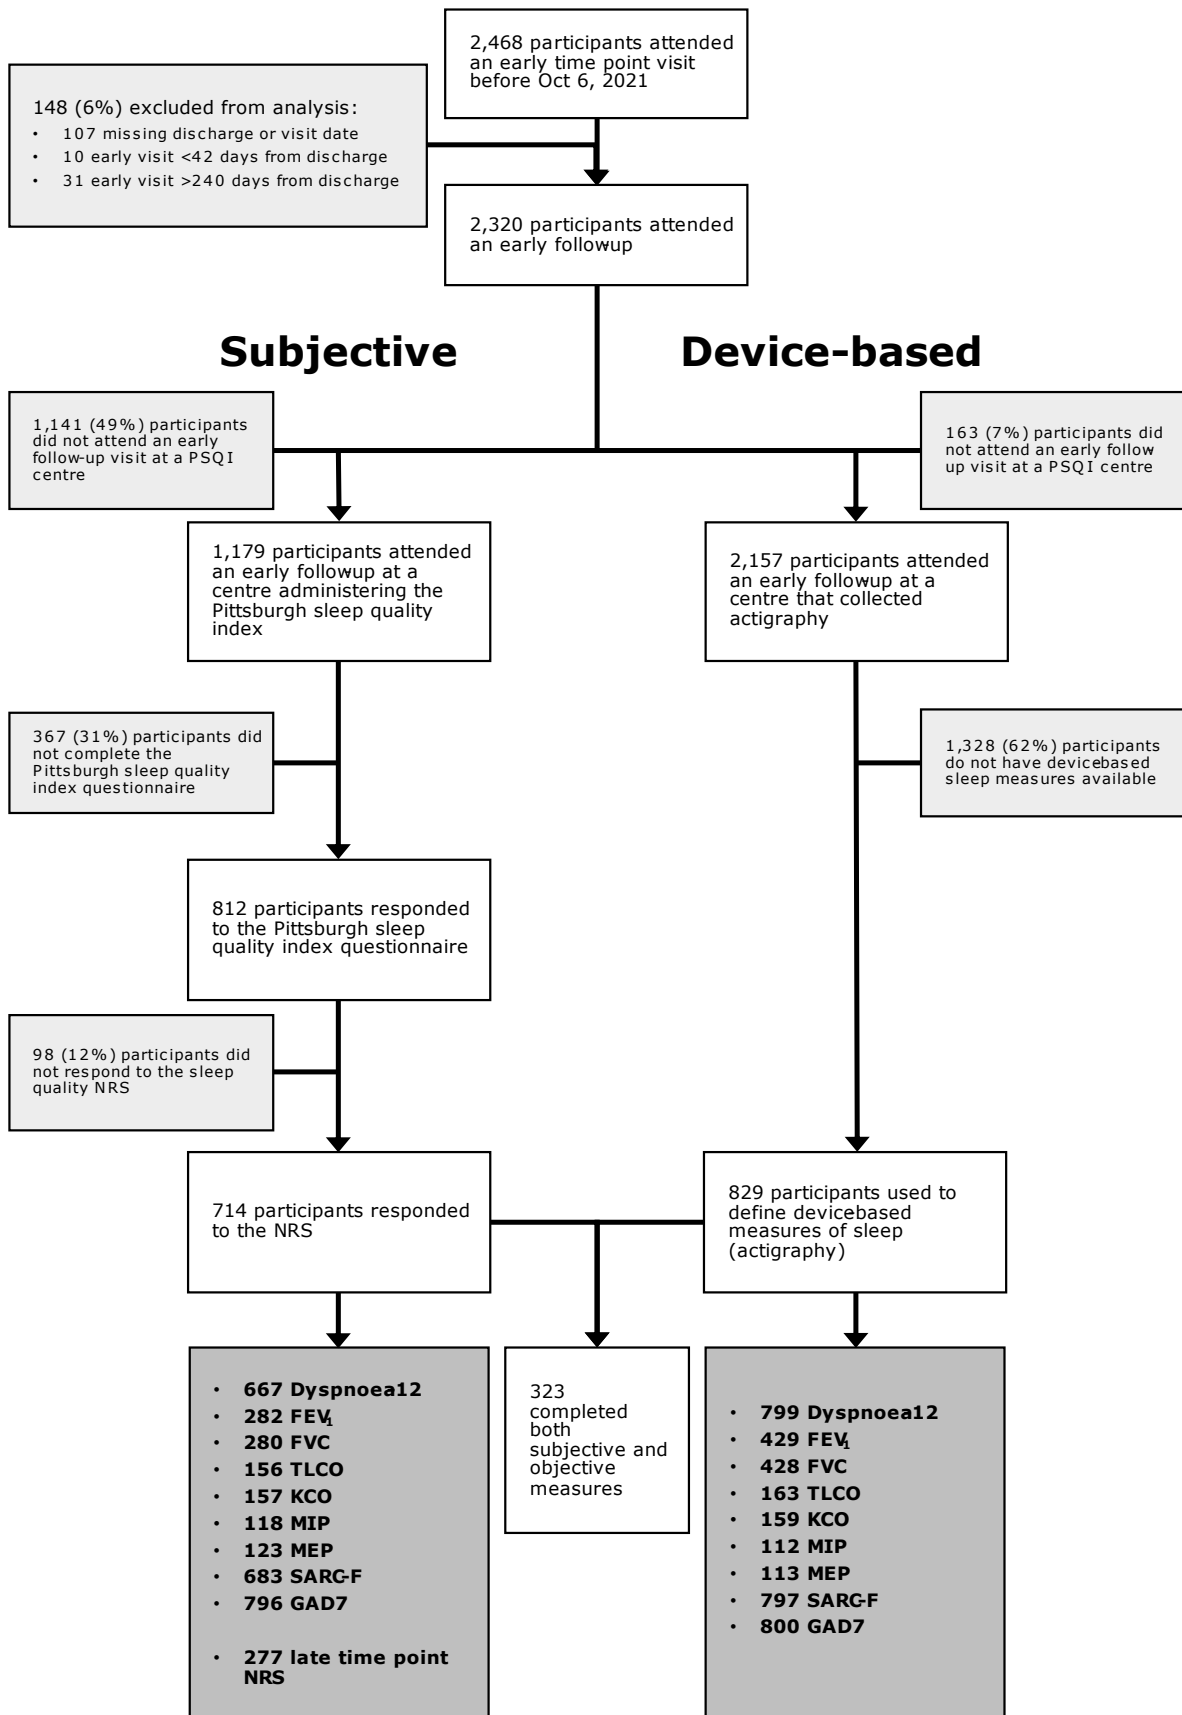 2,468 participants attended
an early time point visit
before Oct 6, 2021
148 (6%) excluded from analysis:
• 107 missing discharge or visit date
• 10 early visit <42 days from discharge
• 31 early visit >240 days from discharge
2,320 participants attended
an early follow-up
Subjective
Device-based
1,141 (49%) participants
did not attend an early
follow-up visit at a PSQI
centre
163 (7%) participants did
not attend an early follow-
up visit at a PSQI centre
1,179 participants attended
an early follow-up at a
centre administering the
Pittsburgh sleep quality
index
2,157 participants attended
an early follow-up at a
centre that collected
actigraphy
367 (31%) participants did
not complete the
Pittsburgh sleep quality
index questionnaire
1,328 (62%) participants
do not have devicebased
sleep measures available
812 participants responded
to the Pittsburgh sleep
quality index questionnaire
98 (12%) participants did
not respond to the sleep
quality NRS
714 participants responded
to the NRS
829 participants used to
define devicebased
measures of sleep
(actigraphy)
• 667 Dyspnoea12
• 282 FEV₁
• 280 FVC
• 156 TLCO
• 157 KCO
• 118 MIP
• 123 MEP
• 683 SARC-F
• 796 GAD7
• 277 late time point
NRS
323
completed
both
subjective and
objective
measures
• 799 Dyspnoea12
• 429 FEV₁
• 428 FVC
• 163 TLCO
• 159 KCO
• 112 MIP
• 113 MEP
• 797 SARC-F
• 800 GAD7